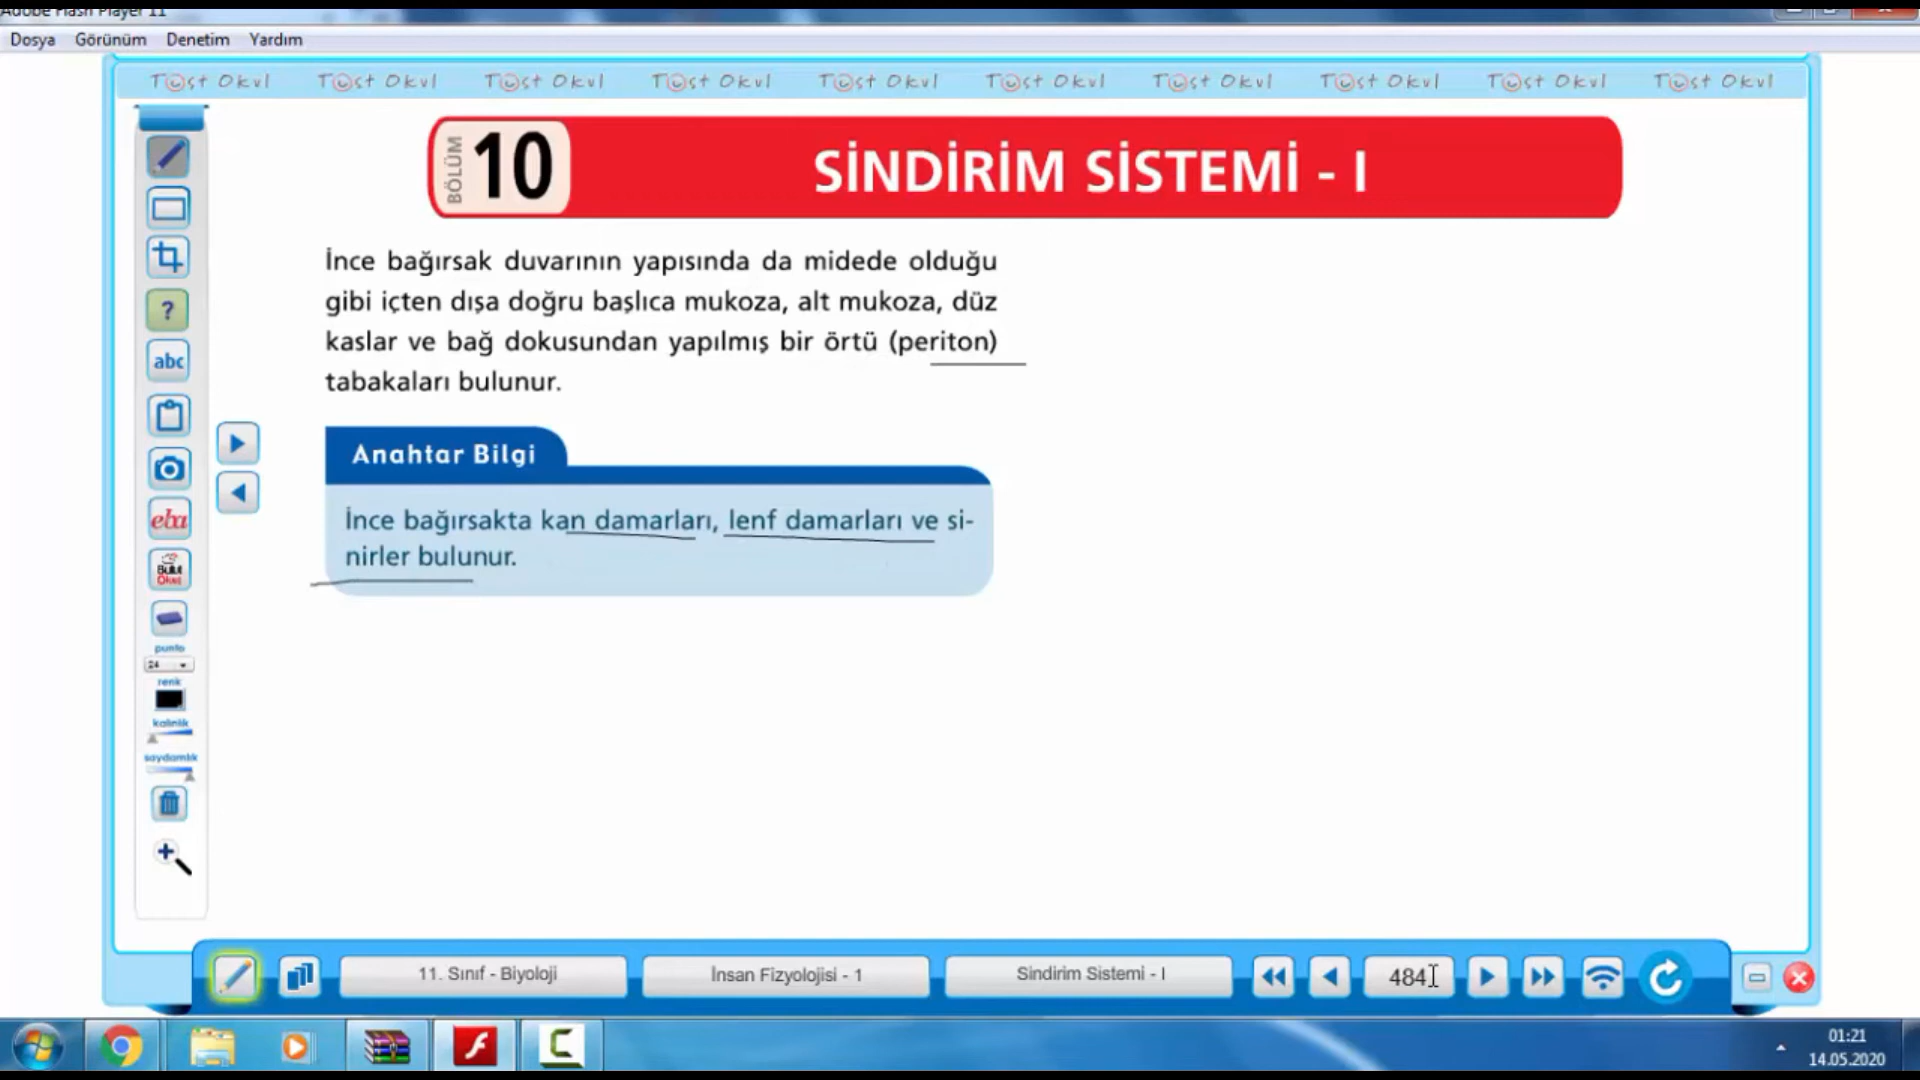 Adobe Flash Player 11
Dosya Görünüm Denetim Yardım
Test Okul Test Okul Test Okul Test Okul Test Okul Test Okul Test Okul Test Okul Test Okul Test Okul
BÖLÜM 10 SİNDİRİM SİSTEMİ - I
İnce bağırsak duvarının yapısında da midede olduğu
gibi içten dışa doğru başlıca mukoza, alt mukoza, düz
kaslar ve bağ dokusundan yapılmış bir örtü (periton)
tabakaları bulunur.
Anahtar Bilgi
İnce bağırsakta kan damarları, lenf damarları ve si-
nirler bulunur.
?
abc
eba
Bulut
Okul
punto
24
renk
kalınlık
saydamlık
11. Sınıf - Biyoloji İnsan Fizyolojisi - 1 Sindirim Sistemi - I 484
01:21
14.05.2020